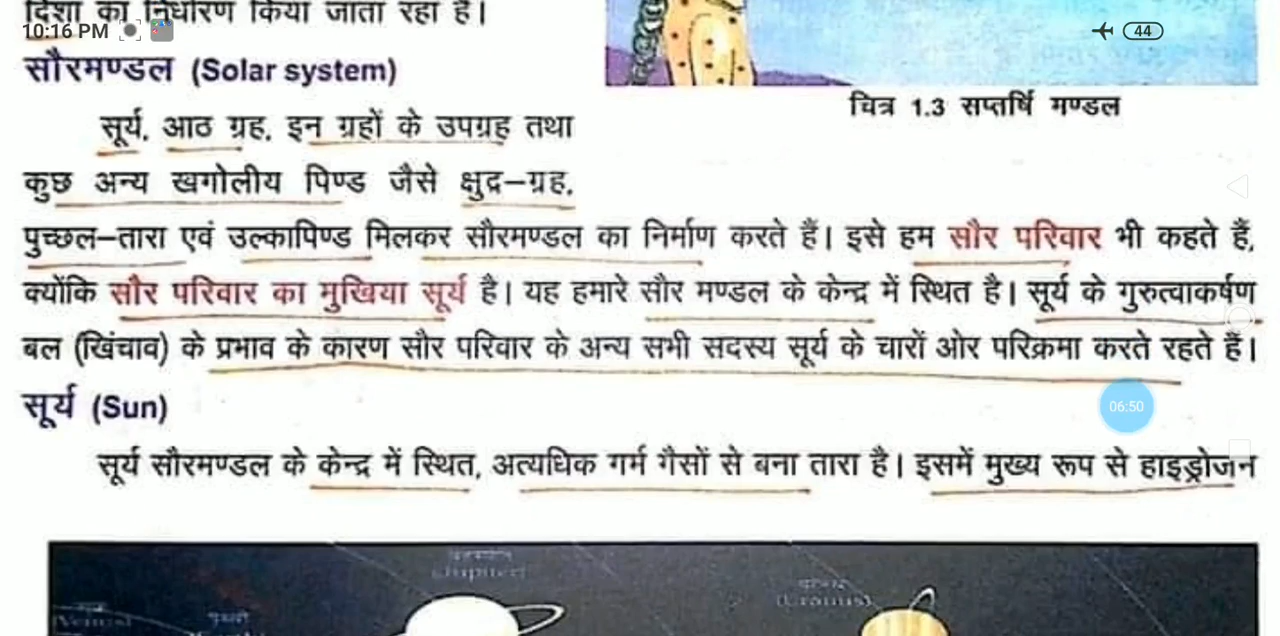 दिशा का निर्धारण किया जाता रहा है।
10:16 PM
44
सौरमण्डल (Solar system)
चित्र 1.3 सप्तर्षि मण्डल
सूर्य, आठ ग्रह, इन ग्रहों के उपग्रह तथा
कुछ अन्य खगोलीय पिण्ड जैसे क्षुद्र–ग्रह,
पुच्छल–तारा एवं उल्कापिण्ड मिलकर सौरमण्डल का निर्माण करते हैं। इसे हम सौर परिवार भी कहते हैं,
क्योंकि सौर परिवार का मुखिया सूर्य है। यह हमारे सौर मण्डल के केन्द्र में स्थित है। सूर्य के गुरुत्वाकर्षण
बल (खिंचाव) के प्रभाव के कारण सौर परिवार के अन्य सभी सदस्य सूर्य के चारों ओर परिक्रमा करते रहते हैं।
सूर्य (Sun)
06:50
सूर्य सौरमण्डल के केन्द्र में स्थित, अत्यधिक गर्म गैसों से बना तारा है। इसमें मुख्य रूप से हाइड्रोजन
(Uranus)